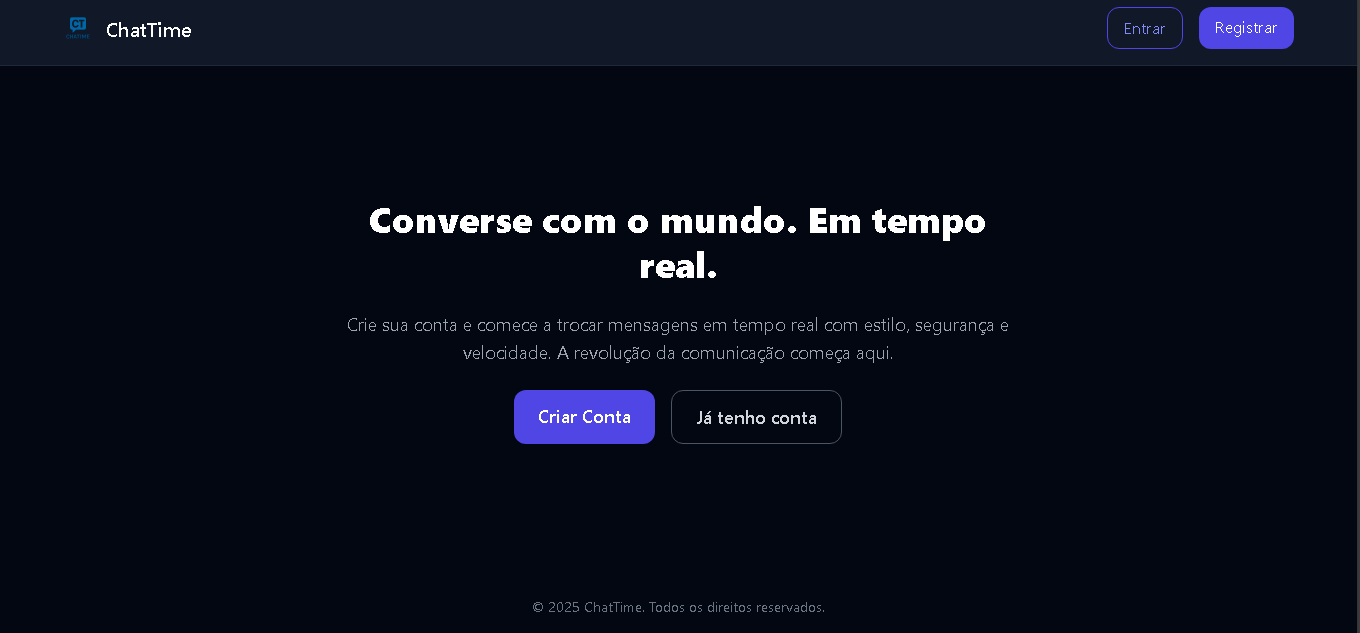 CT
CHATTIME
ChatTime
Entrar
Registrar
Converse com o mundo. Em tempo
real.
Crie sua conta e comece a trocar mensagens em tempo real com estilo, segurança e
velocidade. A revolução da comunicação começa aqui.
Criar Conta
Já tenho conta
© 2025 ChatTime. Todos os direitos reservados.